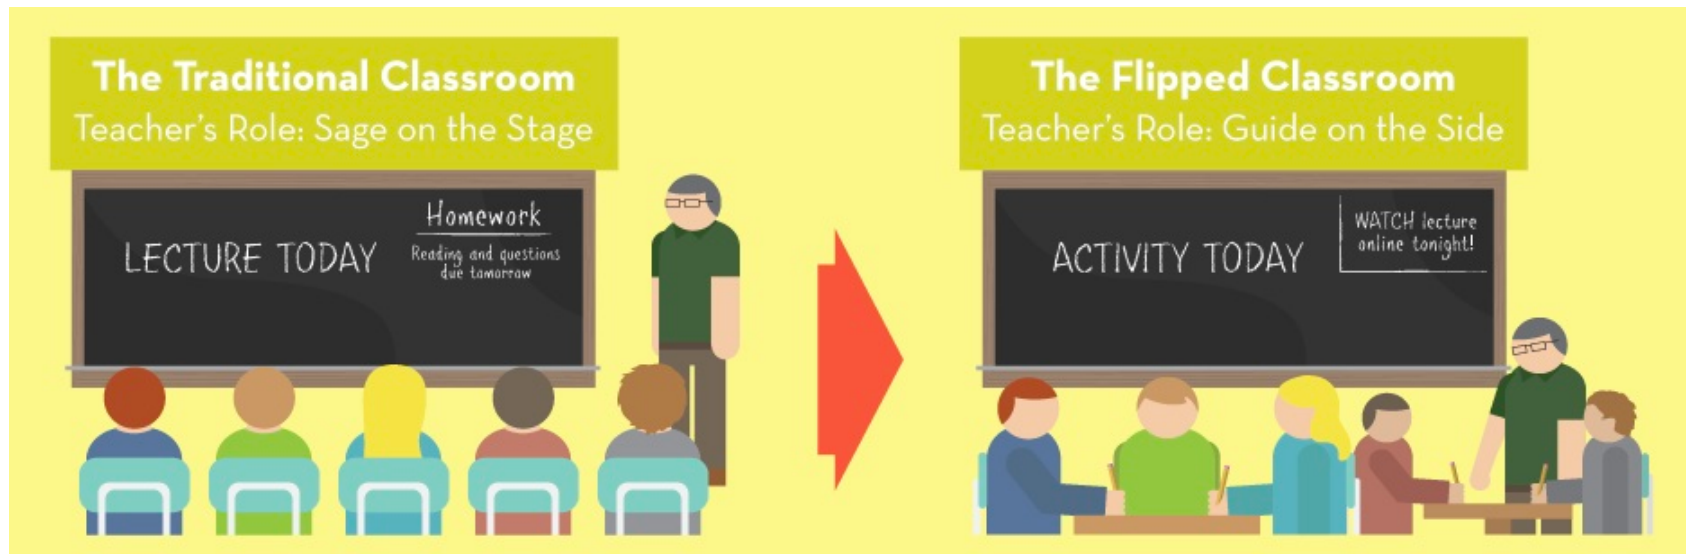 The Traditional Classroom
Teacher's Role: Sage on the Stage
LECTURE TODAY
Homework
Reading and questions
due tomorrow
The Flipped Classroom
Teacher's Role: Guide on the Side
ACTIVITY TODAY
WATCH lecture
online tonight!